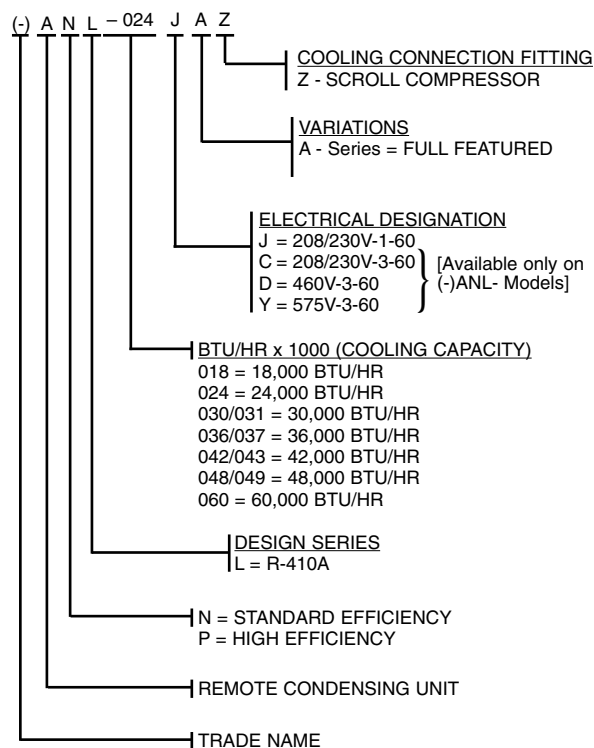 (-) A N L – 024 J A Z
COOLING CONNECTION FITTING
Z - SCROLL COMPRESSOR
VARIATIONS
A - Series = FULL FEATURED
ELECTRICAL DESIGNATION
J = 208/230V-1-60
C = 208/230V-3-60
D = 460V-3-60
Y = 575V-3-60
[Available only on
(-)ANL- Models]
BTU/HR x 1000 (COOLING CAPACITY)
018 = 18,000 BTU/HR
024 = 24,000 BTU/HR
030/031 = 30,000 BTU/HR
036/037 = 36,000 BTU/HR
042/043 = 42,000 BTU/HR
048/049 = 48,000 BTU/HR
060 = 60,000 BTU/HR
DESIGN SERIES
L = R-410A
N = STANDARD EFFICIENCY
P = HIGH EFFICIENCY
REMOTE CONDENSING UNIT
TRADE NAME